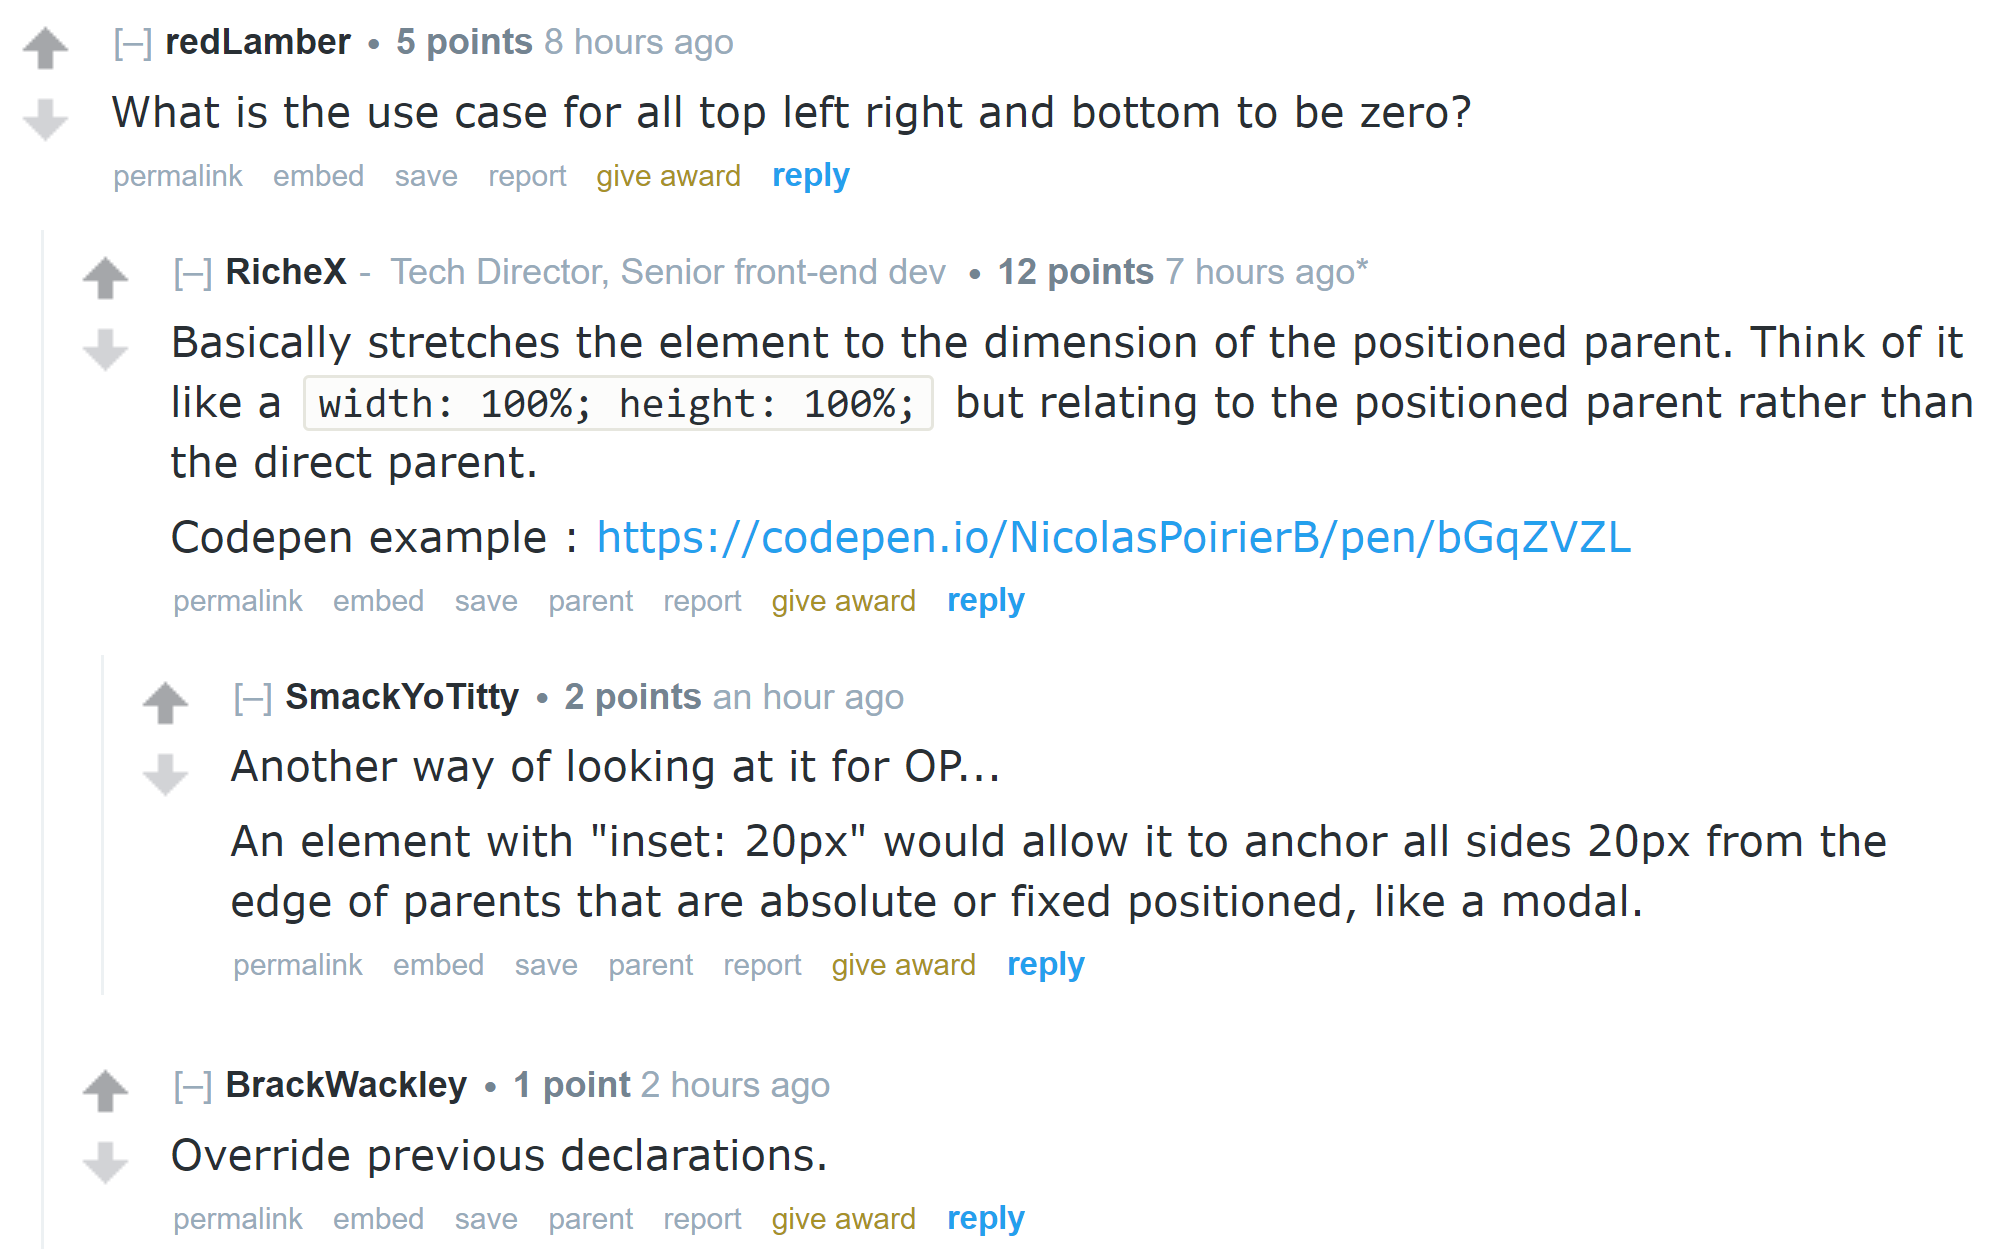 [–] redLamber • 5 points 8 hours ago
What is the use case for all top left right and bottom to be zero?
permalink embed save report give award reply
[–] RicheX - Tech Director, Senior front-end dev • 12 points 7 hours ago*
Basically stretches the element to the dimension of the positioned parent. Think of it
like a width: 100%; height: 100%; but relating to the positioned parent rather than
the direct parent.
Codepen example : https://codepen.io/NicolasPoirierB/pen/bGqZVZL
permalink embed save parent report give award reply
[–] SmackYoTitty • 2 points an hour ago
Another way of looking at it for OP...
An element with "inset: 20px" would allow it to anchor all sides 20px from the
edge of parents that are absolute or fixed positioned, like a modal.
permalink embed save parent report give award reply
[–] BrackWackley • 1 point 2 hours ago
Override previous declarations.
permalink embed save parent report give award reply